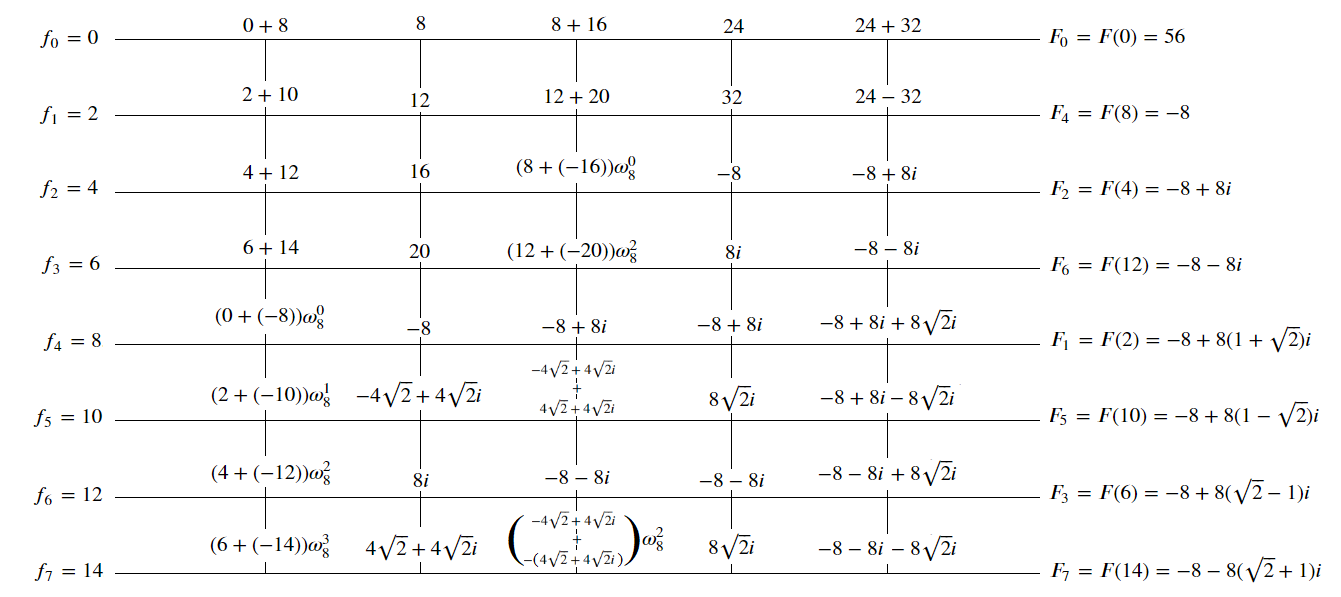 f₀ = 0 0 + 8 8 8 + 16 24 24 + 32 F₀ = F(0) = 56
f₁ = 2 2 + 10 12 12 + 20 32 24 − 32 F₄ = F(8) = −8
f₂ = 4 4 + 12 16 (8 + (−16))ω₈⁰ −8 −8 + 8i F₂ = F(4) = −8 + 8i
f₃ = 6 6 + 14 20 (12 + (−20))ω₈² 8i −8 − 8i F₆ = F(12) = −8 − 8i
f₄ = 8 (0 + (−8))ω₈⁰ −8 −8 + 8i −8 + 8i −8 + 8i + 8√2i F₁ = F(2) = −8 + 8(1 + √2)i
f₅ = 10 (2 + (−10))ω₈¹ −4√2 + 4√2i −4√2 + 4√2i + 4√2 + 4√2i 8√2i −8 + 8i − 8√2i F₅ = F(10) = −8 + 8(1 − √2)i
f₆ = 12 (4 + (−12))ω₈² 8i −8 − 8i −8 − 8i −8 − 8i + 8√2i F₃ = F(6) = −8 + 8(√2 − 1)i
f₇ = 14 (6 + (−14))ω₈³ 4√2 + 4√2i (−4√2 + 4√2i + −(4√2 + 4√2i))ω₈² 8√2i −8 − 8i − 8√2i F₇ = F(14) = −8 − 8(√2 + 1)i